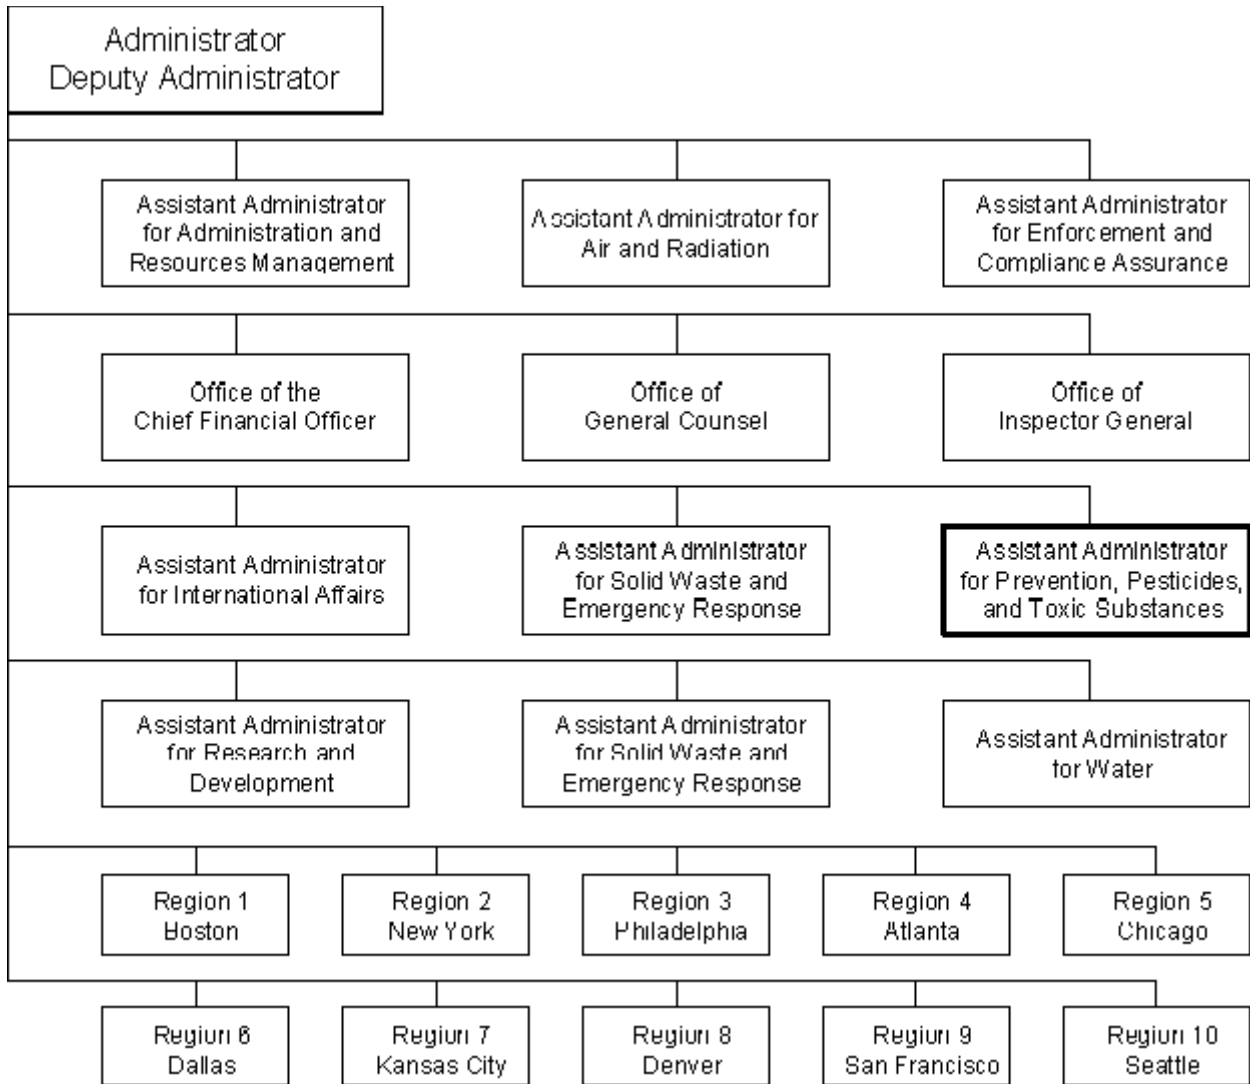 Administrator
Deputy Administrator
Assistant Administrator
for Administration and
Resources Management
Assistant Administrator for
Air and Radiation
Assistant Administrator
for Enforcement and
Compliance Assurance
Office of the
Chief Financial Officer
Office of
General Counsel
Office of
Inspector General
Assistant Administrator
for International Affairs
Assistant Administrator
for Solid Waste and
Emergency Response
Assistant Administrator
for Prevention, Pesticides,
and Toxic Substances
Assistant Administrator
for Research and
Development
Assistant Administrator
for Solid Waste and
Emergency Response
Assistant Administrator
for Water
Region 1
Boston
Region 2
New York
Region 3
Philadelphia
Region 4
Atlanta
Region 5
Chicago
Region 6
Dallas
Region 7
Kansas City
Region 8
Denver
Region 9
San Francisco
Region 10
Seattle